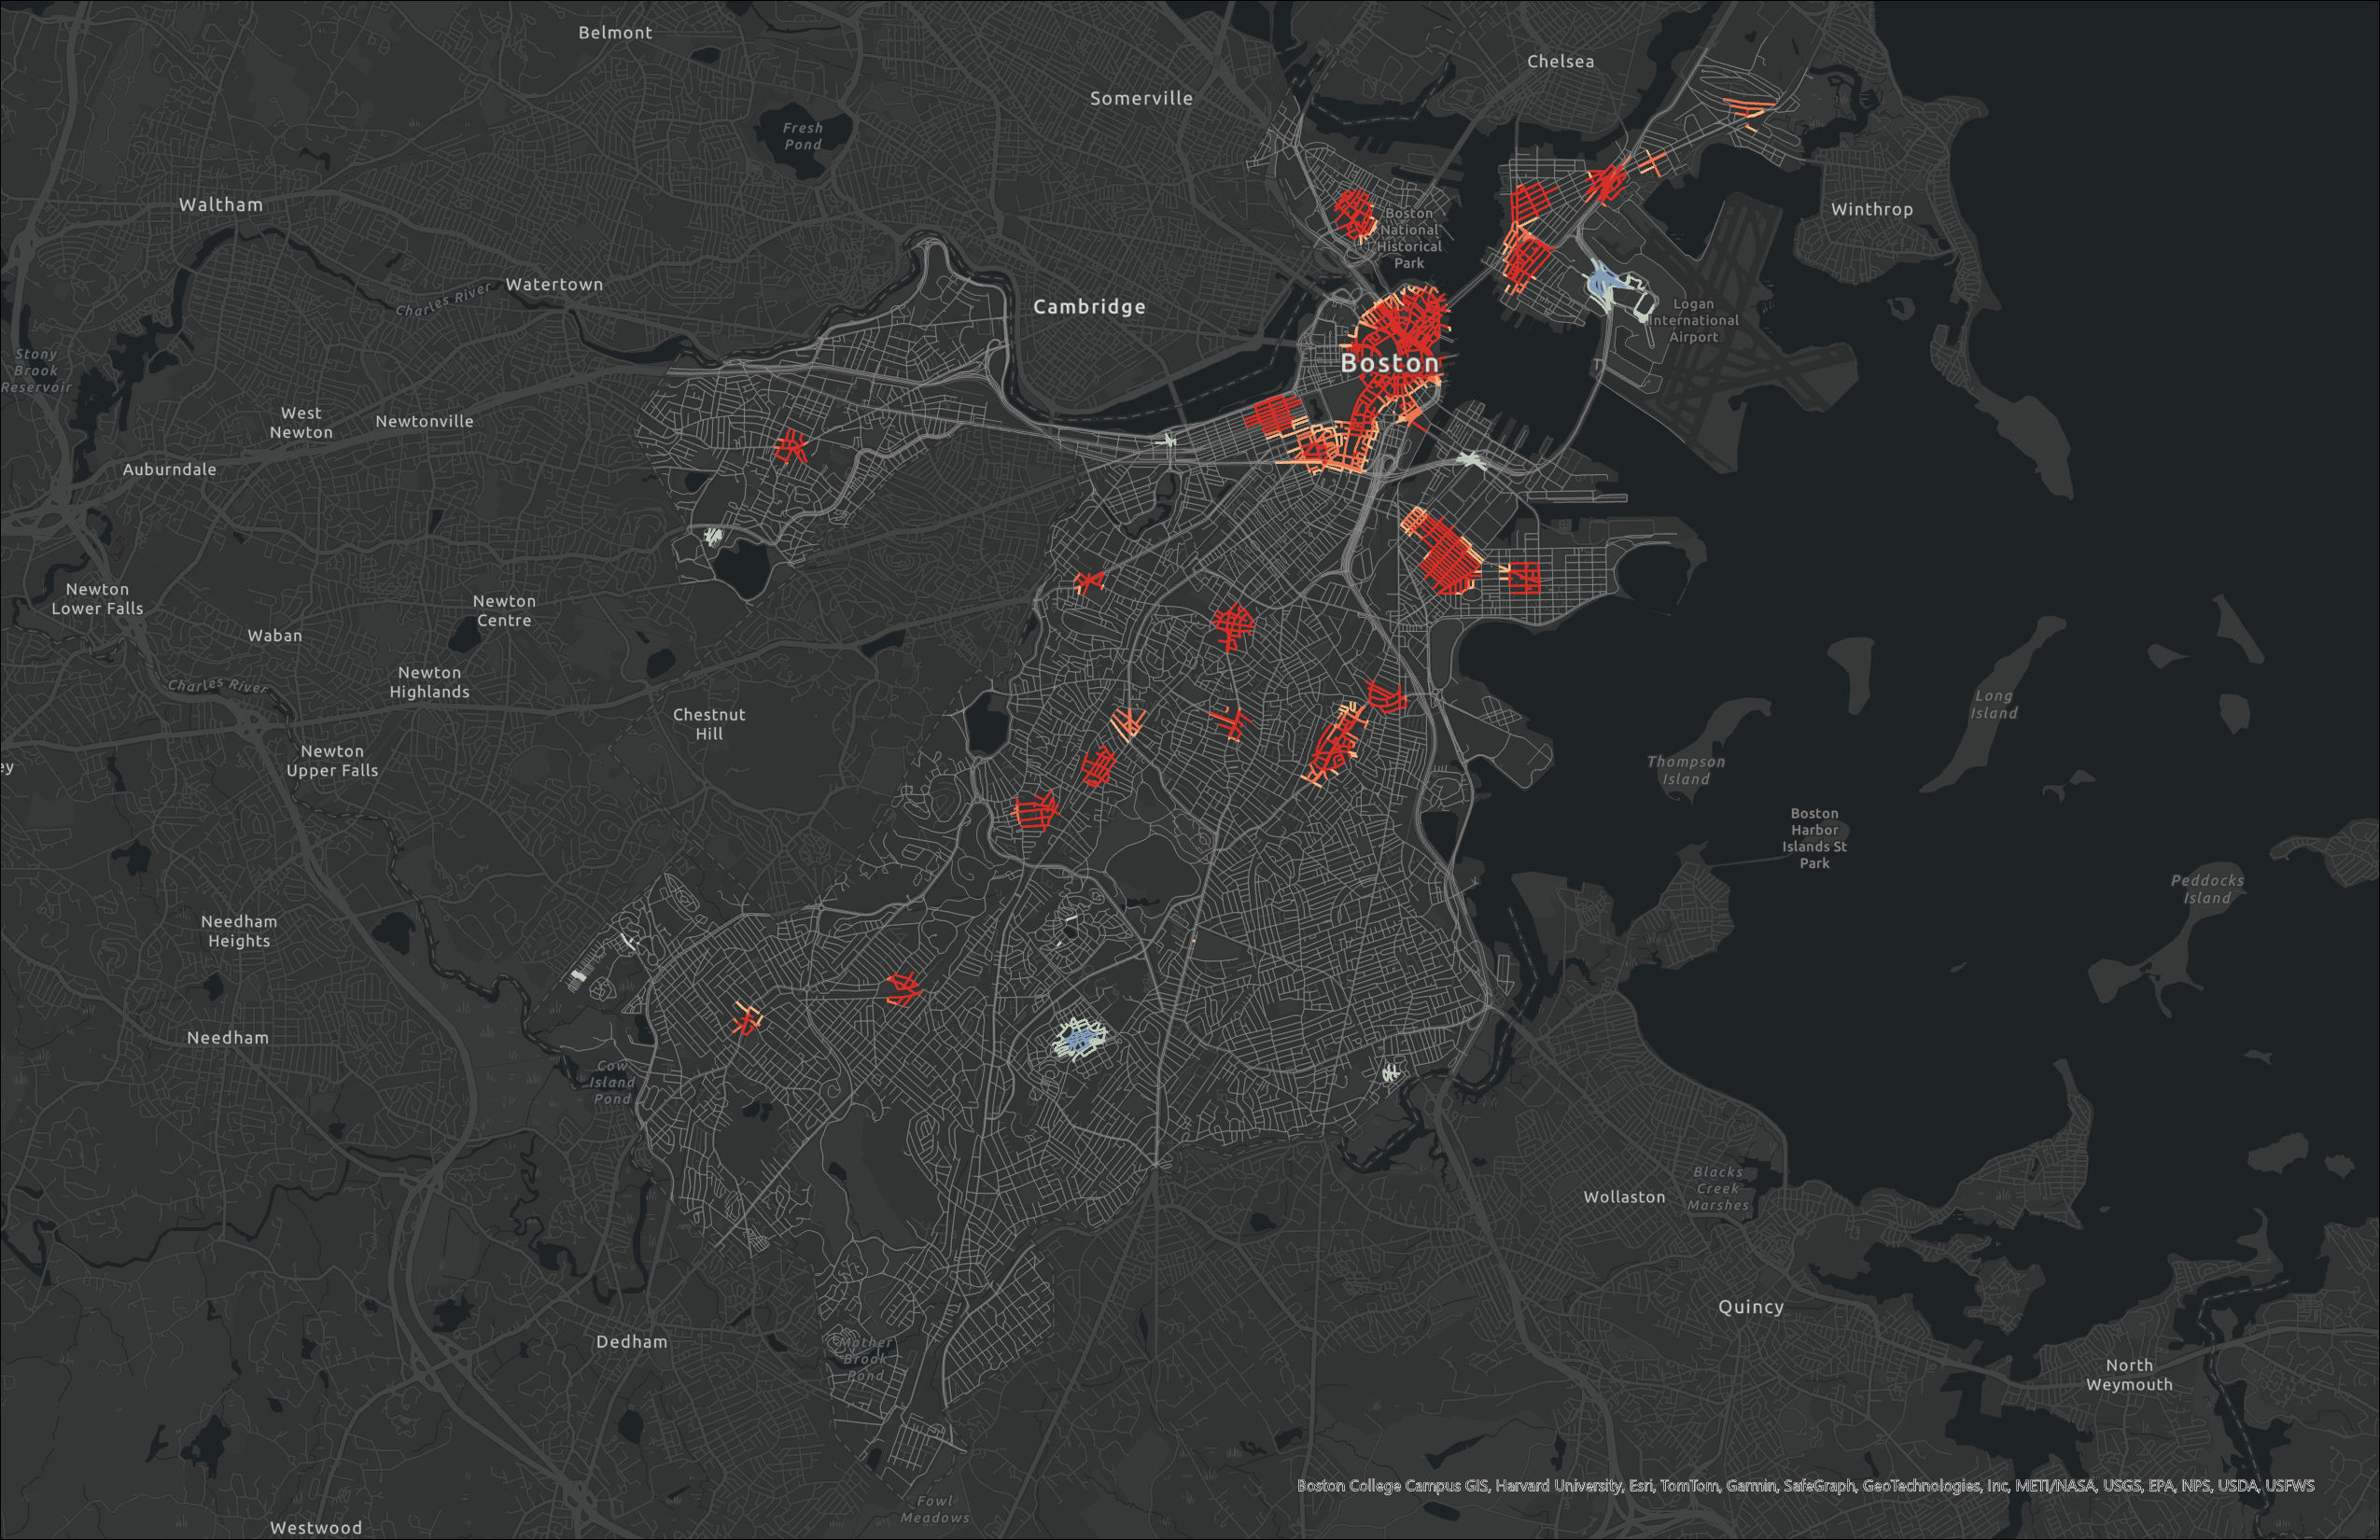 Belmont
Chelsea
Somerville
Fresh
Pond
Waltham
Winthrop
Boston
National
Historical
Park
Watertown
Charles River
Cambridge
Logan
International
Airport
Stony
Brook
Reservoir
Boston
West
Newton
Newtonville
Auburndale
Newton
Lower Falls
Newton
Centre
Waban
Newton
Highlands
Charles River
Long
Island
Chestnut
Hill
Newton
Upper Falls
ey
Thompson
Island
Boston
Harbor
Islands St
Park
Peddocks
Island
Needham
Heights
Needham
Cow
Island
Pond
Blacks
Creek
Marshes
Wollaston
Quincy
Dedham
Mother
Brook
Pond
North
Weymouth
Boston College Campus GIS, Harvard University, Esri, TomTom, Garmin, SafeGraph, GeoTechnologies, Inc, METI/NASA, USGS, EPA, NPS, USDA, USFWS
Fowl
Meadows
Westwood